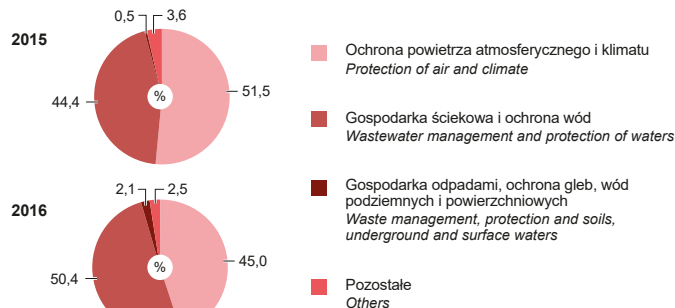 2015
0,5
3,6
44,4
%
51,5
2016
2,1
2,5
50,4
%
45,0
Ochrona powietrza atmosferycznego i klimatu
Protection of air and climate
Gospodarka ściekowa i ochrona wód
Wastewater management and protection of waters
Gospodarka odpadami, ochrona gleb, wód
podziemnych i powierzchniowych
Waste management, protection and soils,
underground and surface waters
Pozostałe
Others